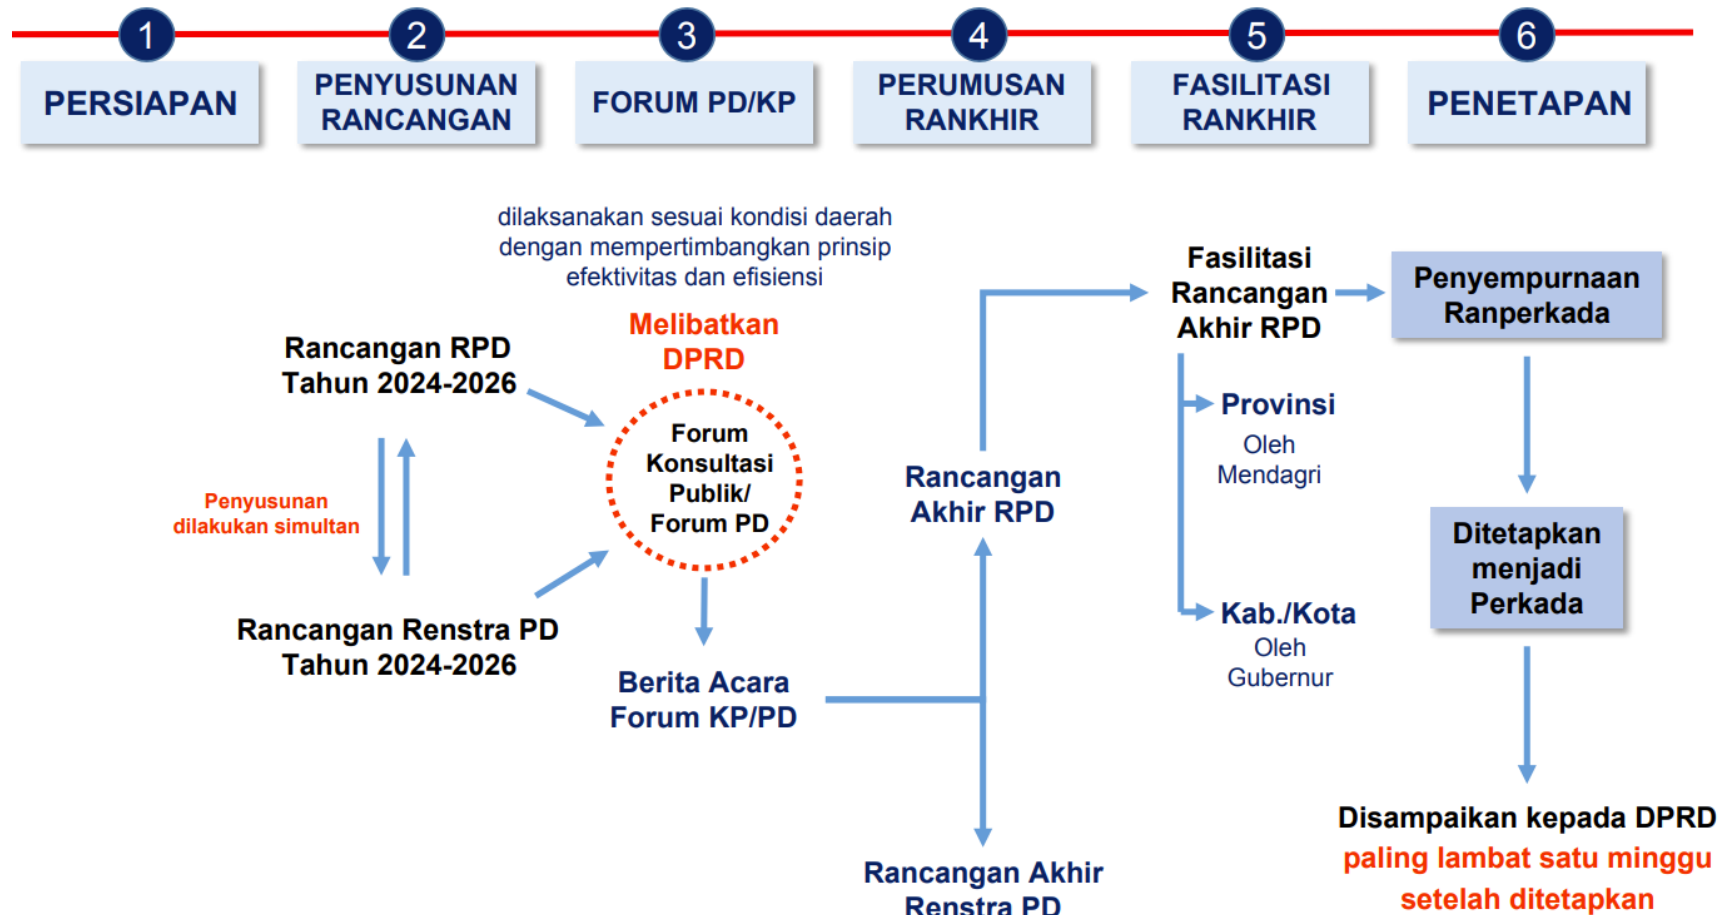 1
2
3
4
5
6
PERSIAPAN
PENYUSUNAN
RANCANGAN
FORUM PD/KP
PERUMUSAN
RANKHIR
FASILITASI
RANKHIR
PENETAPAN
dilaksanakan sesuai kondisi daerah
dengan mempertimbangkan prinsip
efektivitas dan efisiensi
Melibatkan
DPRD
Rancangan RPD
Tahun 2024-2026
Penyusunan
dilakukan simultan
Rancangan Renstra PD
Tahun 2024-2026
Forum
Konsultasi
Publik/
Forum PD
Berita Acara
Forum KP/PD
Rancangan
Akhir RPD
Rancangan Akhir
Renstra PD
Fasilitasi
Rancangan
Akhir RPD
Provinsi
Oleh
Mendagri
Kab./Kota
Oleh
Gubernur
Penyempurnaan
Ranperkada
Ditetapkan
menjadi
Perkada
Disampaikan kepada DPRD
paling lambat satu minggu
setelah ditetapkan